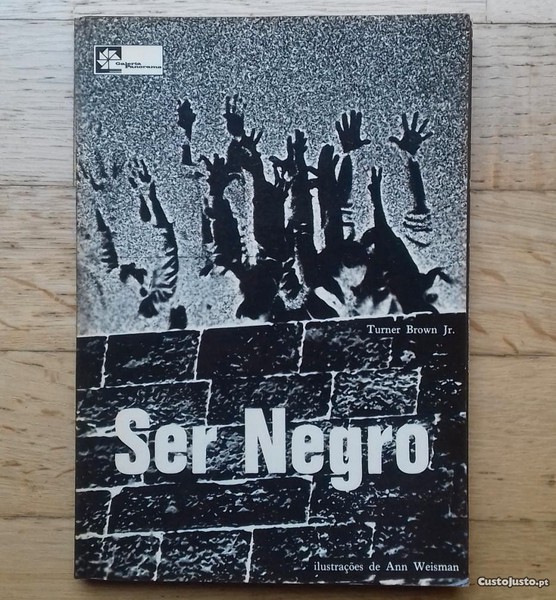 Galeria
Panorama
Turner Brown Jr.
Ser Negro
ilustrações de Ann Weisman
CustoJusto.pt